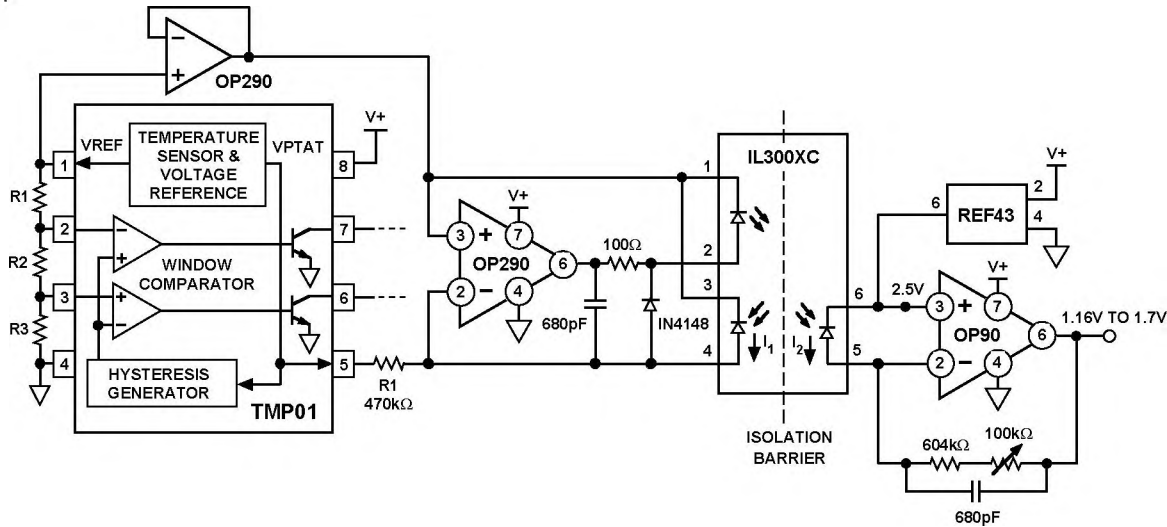 OP290
TEMPERATURE
SENSOR &
VOLTAGE
REFERENCE
VREF
VPTAT
1
8
V+
R1
2
7
WINDOW
COMPARATOR
R2
3
6
R3
4
5
HYSTERESIS
GENERATOR
TMP01
R1
470kΩ
V+
3
+
7
OP290
6
2
−
4
680pF
100Ω
IN4148
IL300XC
1
2
3
4
6
5
I1
I2
ISOLATION
BARRIER
V+
6
2
REF43
4
2.5V
V+
3
+
7
OP90
6
2
−
4
1.16V TO 1.7V
604kΩ
100kΩ
680pF